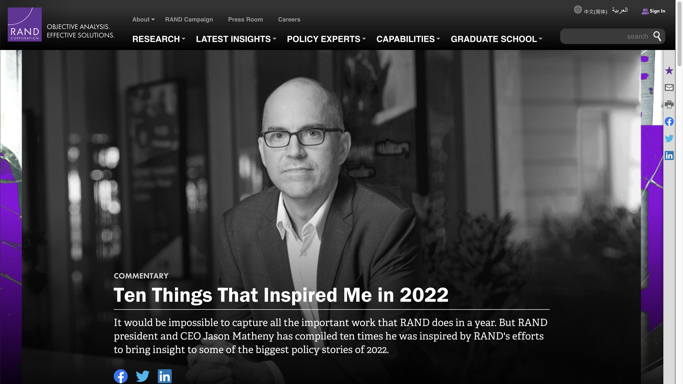 RAND
CORPORATION
OBJECTIVE ANALYSIS.
EFFECTIVE SOLUTIONS.
About
RAND Campaign
Press Room
Careers
中文(简体)
العربية
Sign In
RESEARCH
LATEST INSIGHTS
POLICY EXPERTS
CAPABILITIES
GRADUATE SCHOOL
search
COMMENTARY
Ten Things That Inspired Me in 2022
It would be impossible to capture all the important work that RAND does in a year. But RAND
president and CEO Jason Matheny has compiled ten times he was inspired by RAND's efforts
to bring insight to some of the biggest policy stories of 2022.